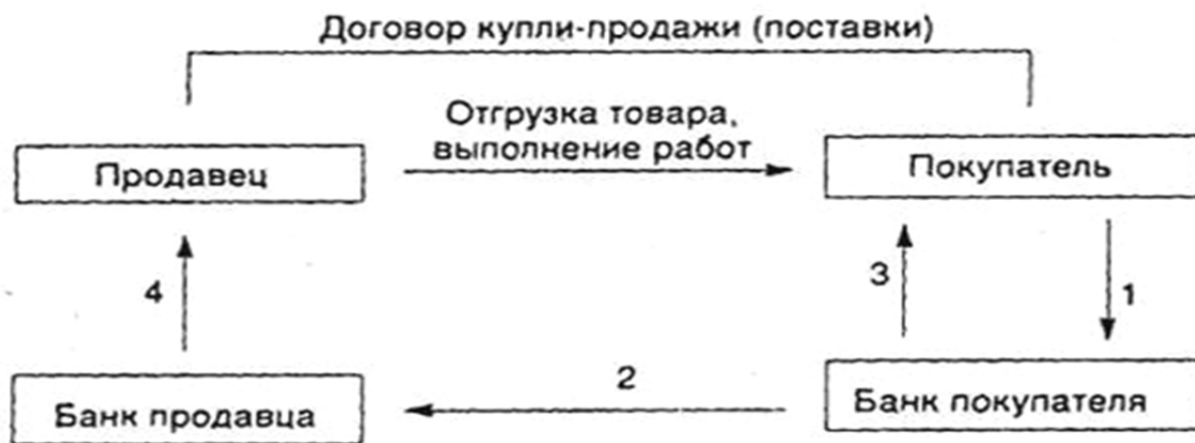 Договор купли-продажи (поставки)
Отгрузка товара,
выполнение работ
Продавец
Покупатель
4
3
1
2
Банк продавца
Банк покупателя